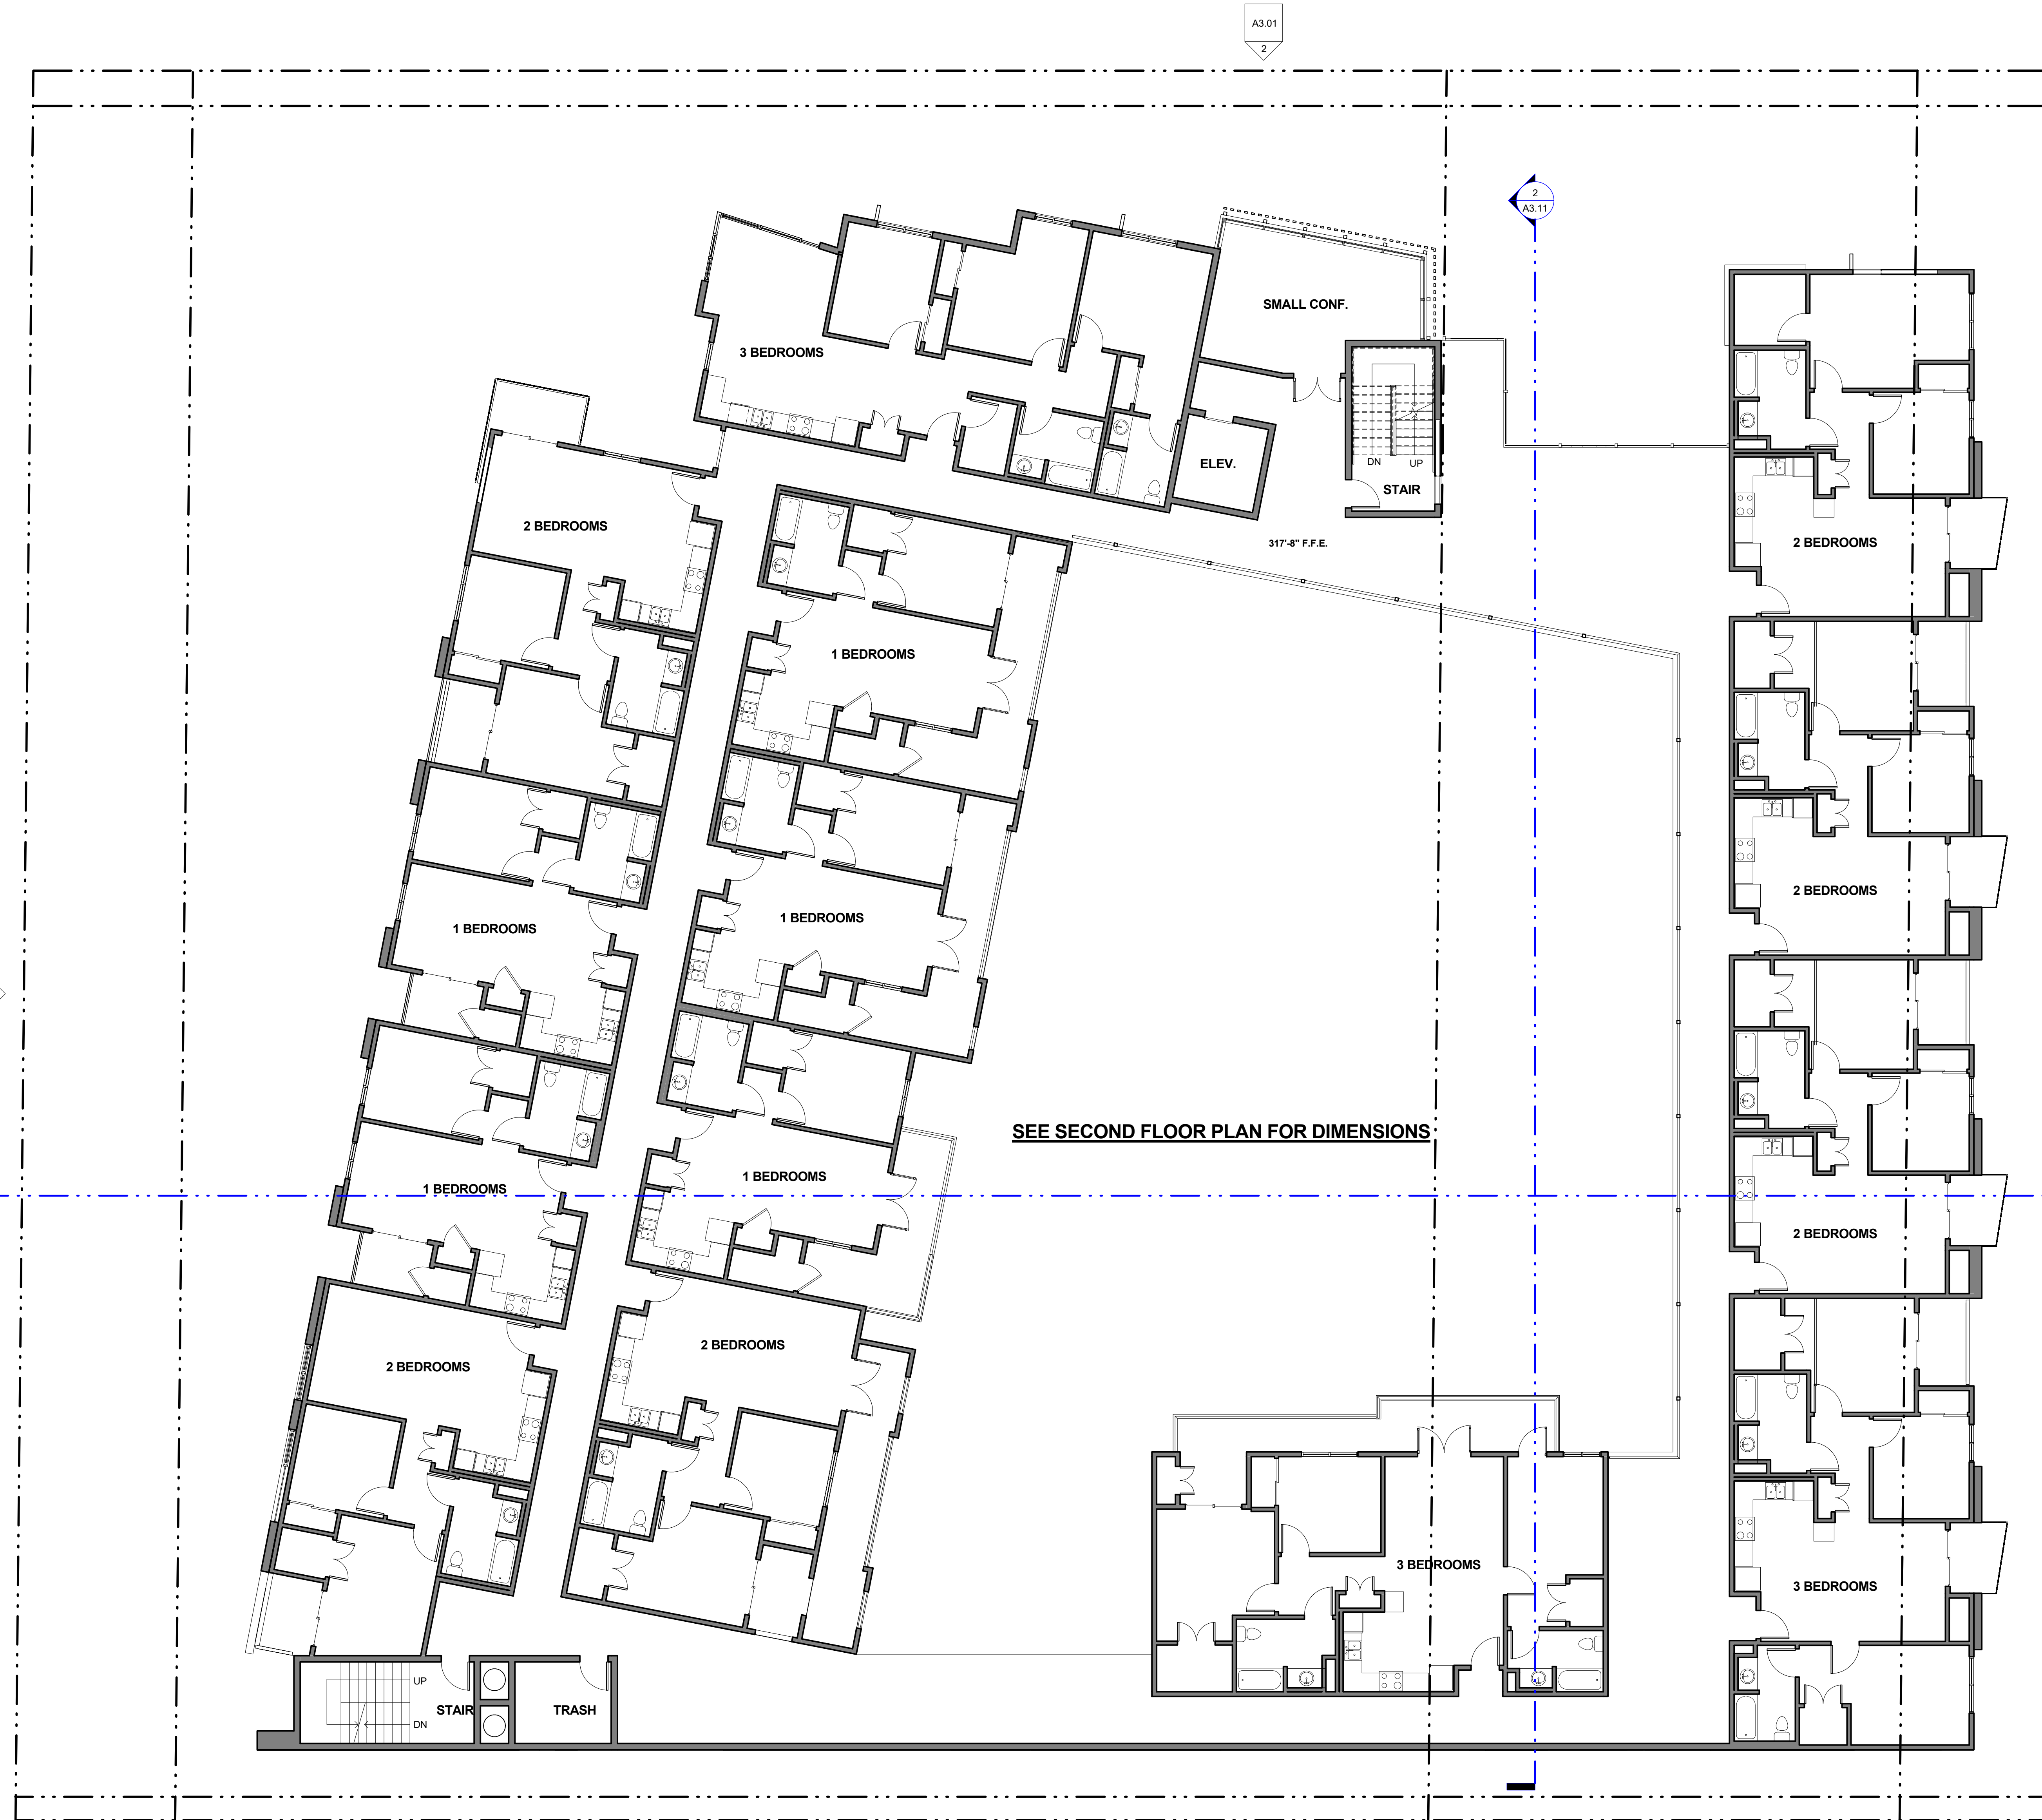 A3.01
2
2
A3.11
SMALL CONF.
3 BEDROOMS
ELEV.
DN
UP
STAIR
2 BEDROOMS
317'-8" F.F.E.
2 BEDROOMS
1 BEDROOMS
2 BEDROOMS
1 BEDROOMS
1 BEDROOMS
SEE SECOND FLOOR PLAN FOR DIMENSIONS
1 BEDROOMS
1 BEDROOMS
2 BEDROOMS
2 BEDROOMS
2 BEDROOMS
3 BEDROOMS
3 BEDROOMS
UP
STAIR
TRASH
DN